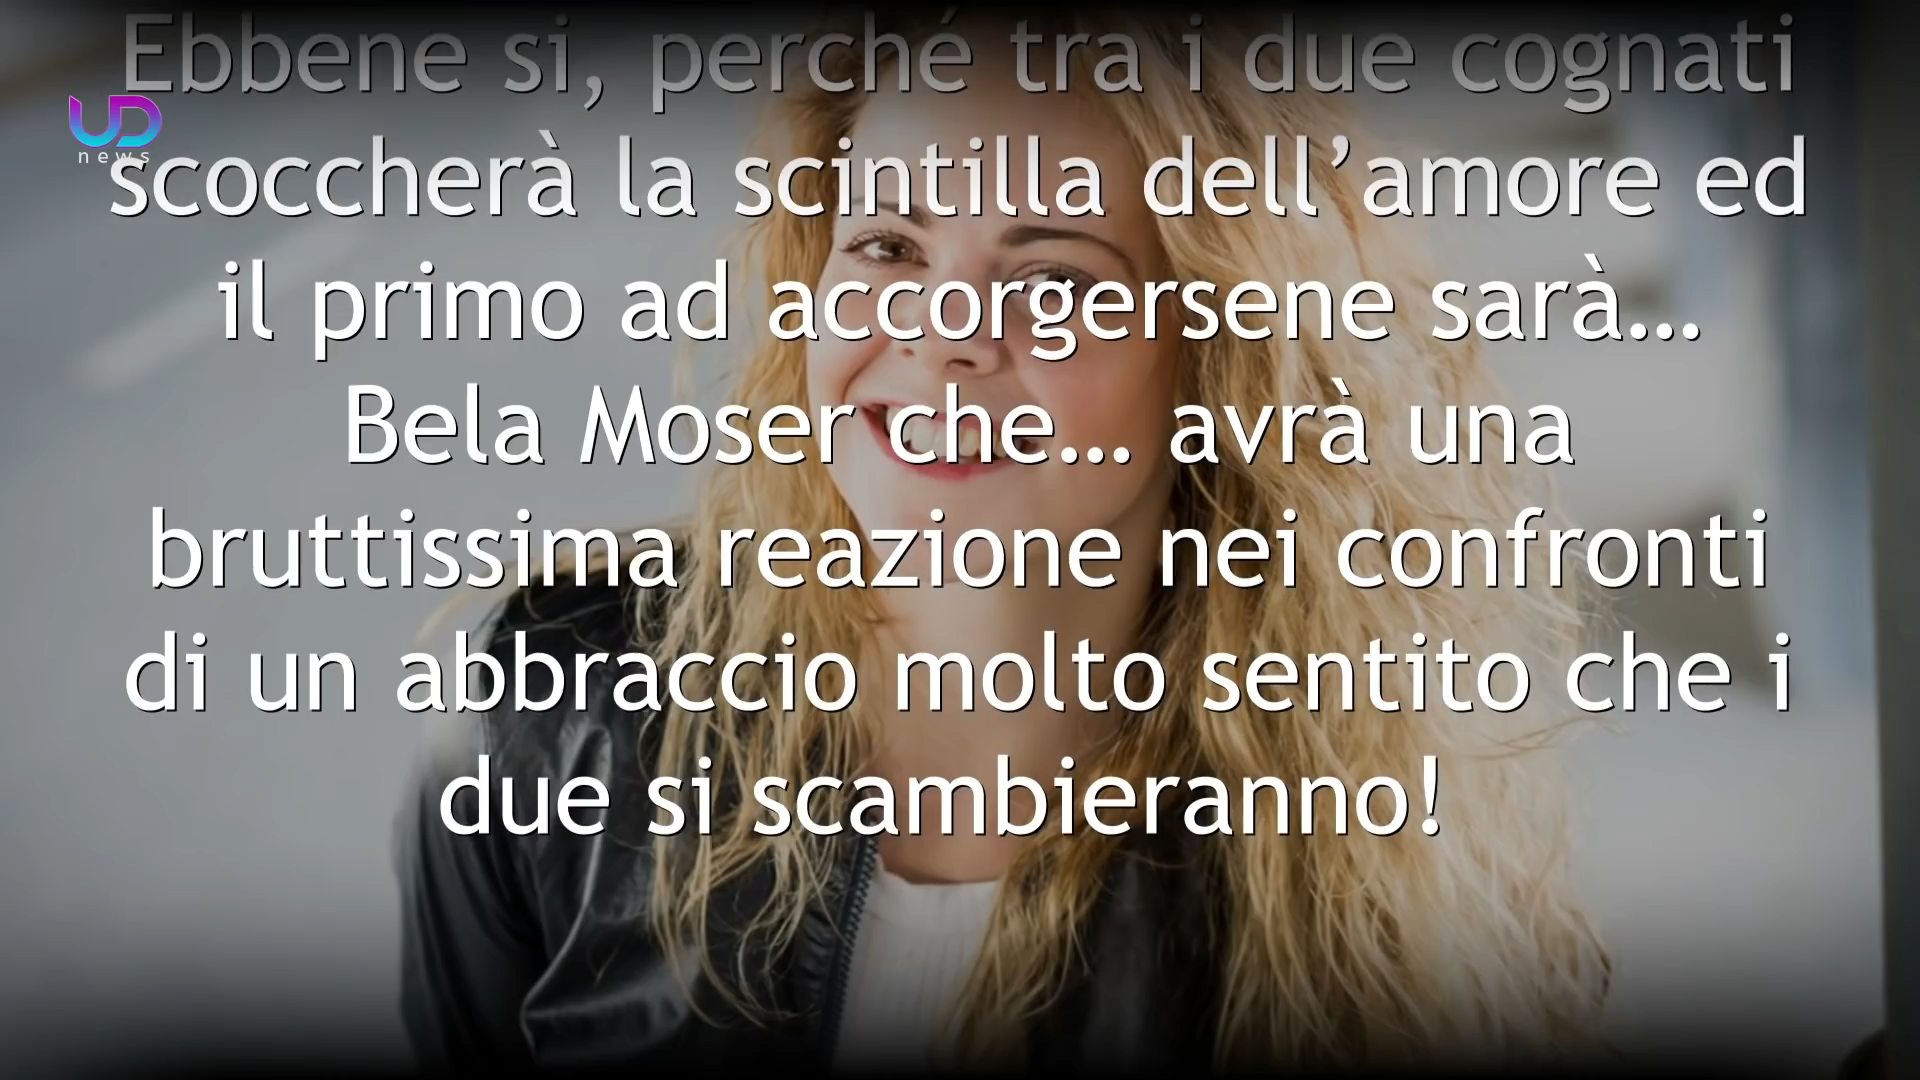 Ebbene si, perché tra i due cognati
UD
news
scoccherà la scintilla dell’amore ed
il primo ad accorgersene sarà...
Bela Moser che... avrà una
bruttissima reazione nei confronti
di un abbraccio molto sentito che i
due si scambieranno!